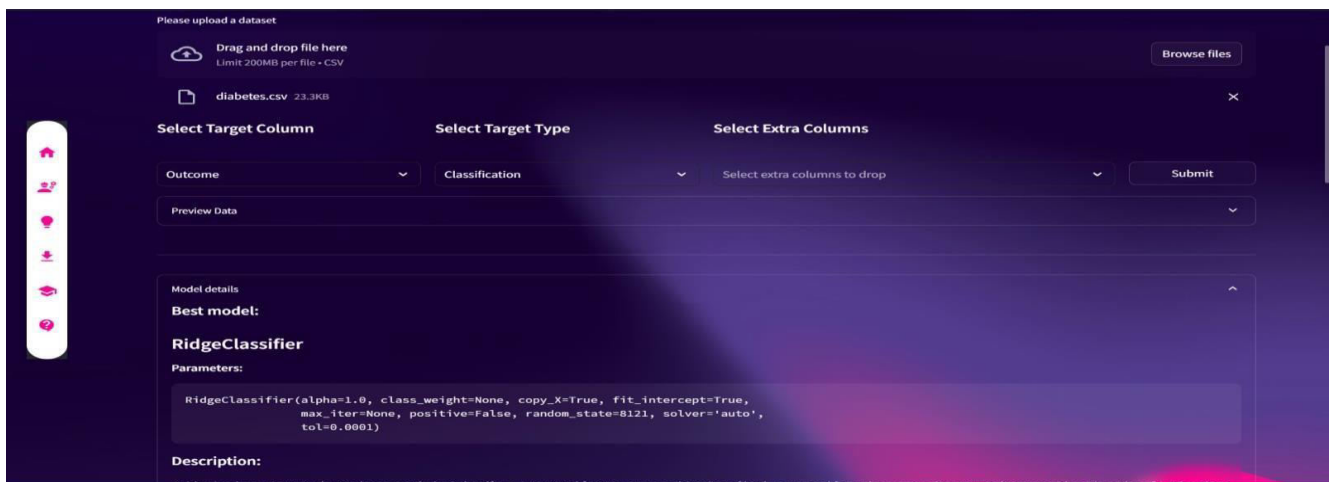 Please upload a dataset
Drag and drop file here
Limit 200MB per file • CSV
Browse files
diabetes.csv 23.3KB
Select Target Column
Select Target Type
Select Extra Columns
Outcome
Classification
Select extra columns to drop
Submit
Preview Data
Model details
Best model:
RidgeClassifier
Parameters:
RidgeClassifier(alpha=1.0, class_weight=None, copy_X=True, fit_intercept=True,
max_iter=None, positive=False, random_state=8121, solver='auto',
tol=0.0001)
Description: